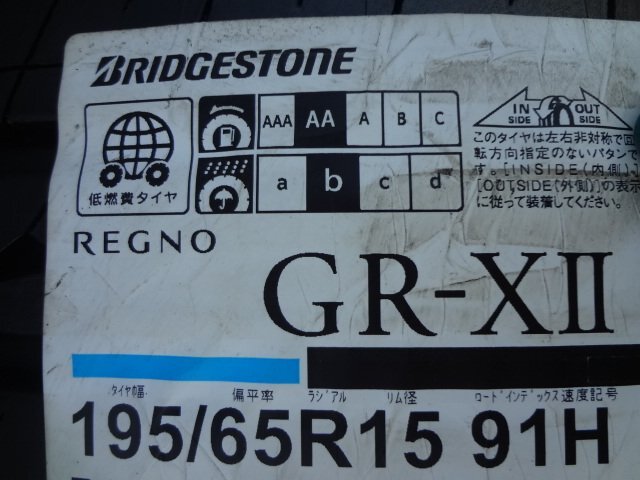 BRIDGESTONE
AAA AA A B C
a b c d
低燃費タイヤ
IN SIDE OUT SIDE
このタイヤは左右非対称で回
転方向指定のないパタン
す。[INSIDE(内側)]
[OUTSIDE(外側)]の表示
に従って装着してください。
REGNO
GR-XII
タイヤ幅 偏平率 ラジアル リム径 ロードインデックス 速度記号
195/65R15 91H